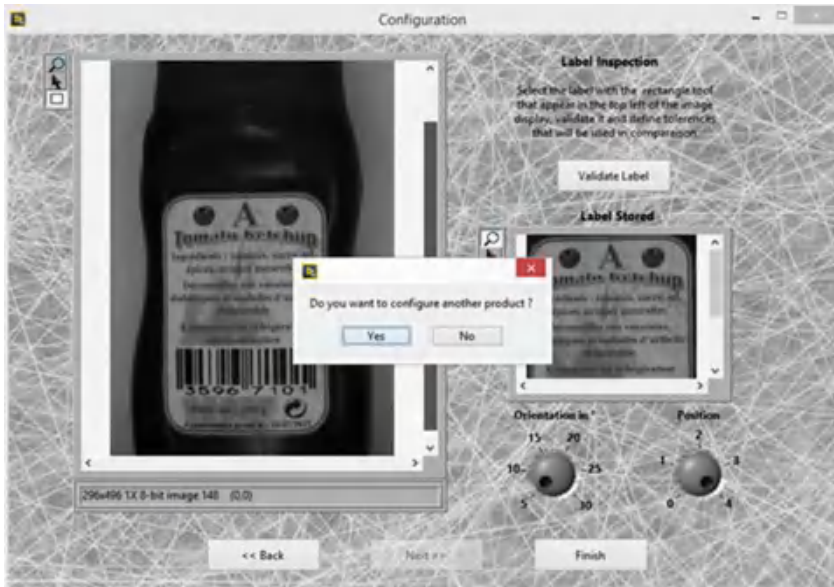 Configuration
Label Inspection
Select the label with the rectangle tool
that appear in the top left of the image
display, validate it and define tolerences
that will be used in comparaison
Validate Label
Label Stored
A
Tomato Ketchup
A
Tomato Ketchup
Do you want to configure another product ?
Yes
No
3596 7101
Orientation in °
5
10
15
20
25
30
Position
0
1
2
3
4
296x496 1X 8-bit image 148 (0,0)
<< Back
Next >>
Finish